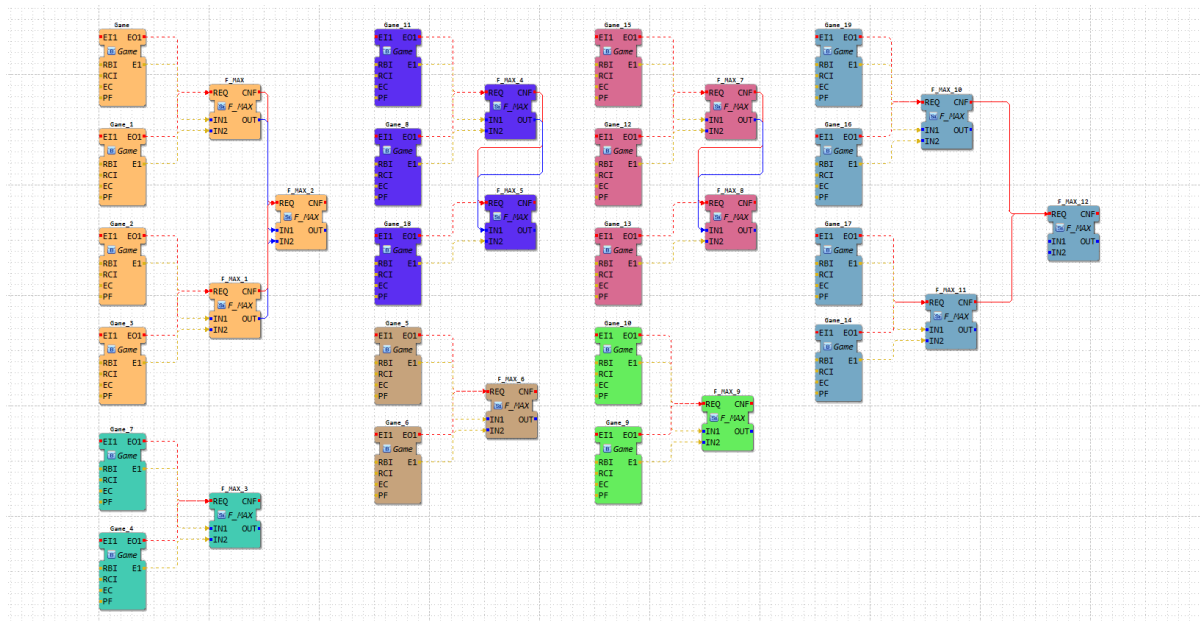 Game
EI1 EO1
Game
RBI E1
RCI
EC
PF
Game_1
EI1 EO1
Game
RBI E1
RCI
EC
PF
F_MAX
REQ CNF
F_MAX
IN1 OUT
IN2
Game_2
EI1 EO1
Game
RBI E1
RCI
EC
PF
Game_3
EI1 EO1
Game
RBI E1
RCI
EC
PF
F_MAX_1
REQ CNF
F_MAX
IN1 OUT
IN2
F_MAX_2
REQ CNF
F_MAX
IN1 OUT
IN2
Game_7
EI1 EO1
Game
RBI E1
RCI
EC
PF
Game_4
EI1 EO1
Game
RBI E1
RCI
EC
PF
F_MAX_3
REQ CNF
F_MAX
IN1 OUT
IN2
Game_11
EI1 EO1
Game
RBI E1
RCI
EC
PF
Game_8
EI1 EO1
Game
RBI E1
RCI
EC
PF
F_MAX_4
REQ CNF
F_MAX
IN1 OUT
IN2
Game_18
EI1 EO1
Game
RBI E1
RCI
EC
PF
F_MAX_5
REQ CNF
F_MAX
IN1 OUT
IN2
Game_5
EI1 EO1
Game
RBI E1
RCI
EC
PF
Game_6
EI1 EO1
Game
RBI E1
RCI
EC
PF
F_MAX_6
REQ CNF
F_MAX
IN1 OUT
IN2
Game_15
EI1 EO1
Game
RBI E1
RCI
EC
PF
Game_12
EI1 EO1
Game
RBI E1
RCI
EC
PF
F_MAX_7
REQ CNF
F_MAX
IN1 OUT
IN2
Game_13
EI1 EO1
Game
RBI E1
RCI
EC
PF
F_MAX_8
REQ CNF
F_MAX
IN1 OUT
IN2
Game_10
EI1 EO1
Game
RBI E1
RCI
EC
PF
Game_9
EI1 EO1
Game
RBI E1
RCI
EC
PF
F_MAX_9
REQ CNF
F_MAX
IN1 OUT
IN2
Game_19
EI1 EO1
Game
RBI E1
RCI
EC
PF
Game_16
EI1 EO1
Game
RBI E1
RCI
EC
PF
F_MAX_10
REQ CNF
F_MAX
IN1 OUT
IN2
Game_17
EI1 EO1
Game
RBI E1
RCI
EC
PF
Game_14
EI1 EO1
Game
RBI E1
RCI
EC
PF
F_MAX_11
REQ CNF
F_MAX
IN1 OUT
IN2
F_MAX_12
REQ CNF
F_MAX
IN1 OUT
IN2